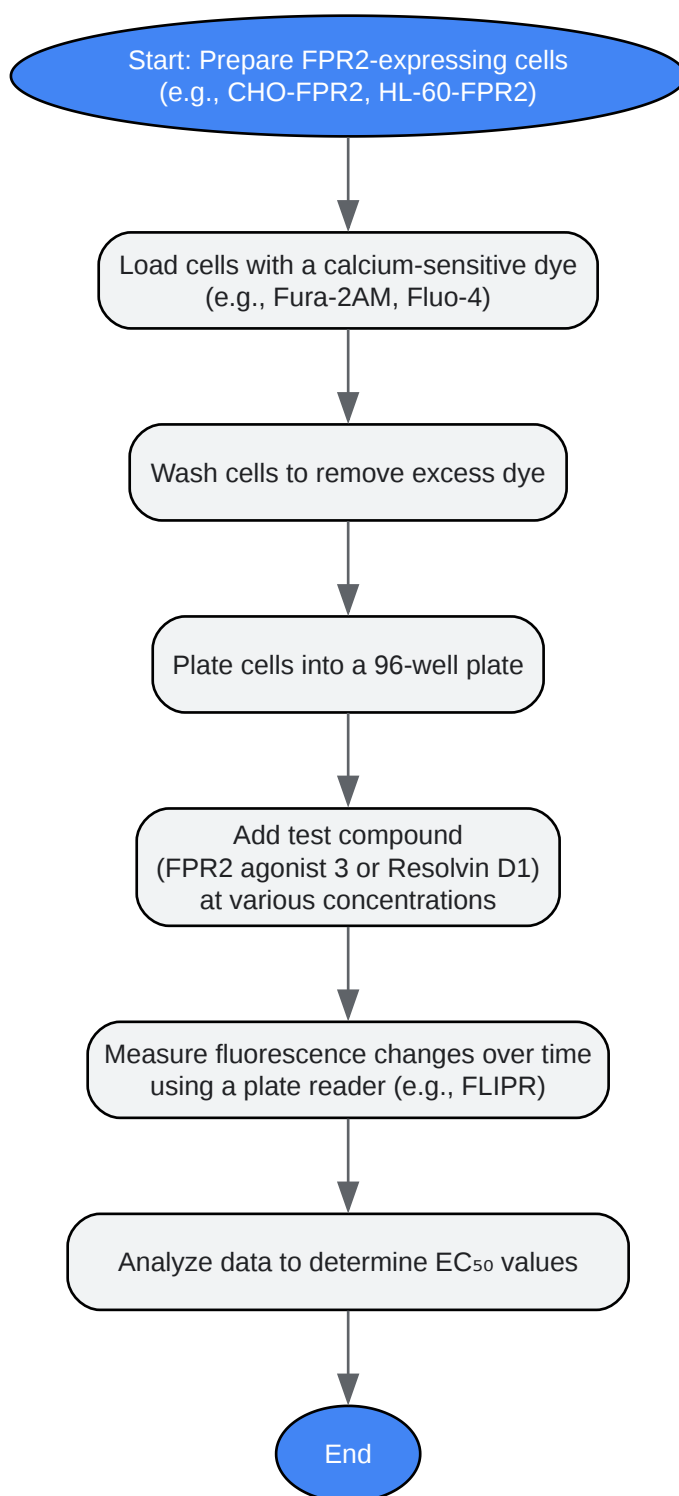 Start: Prepare FPR2-expressing cells
(e.g., CHO-FPR2, HL-60-FPR2)
Load cells with a calcium-sensitive dye
(e.g., Fura-2AM, Fluo-4)
Wash cells to remove excess dye
Plate cells into a 96-well plate
Add test compound
(FPR2 agonist 3 or Resolvin D1)
at various concentrations
Measure fluorescence changes over time
using a plate reader (e.g., FLIPR)
Analyze data to determine EC₅₀ values
End